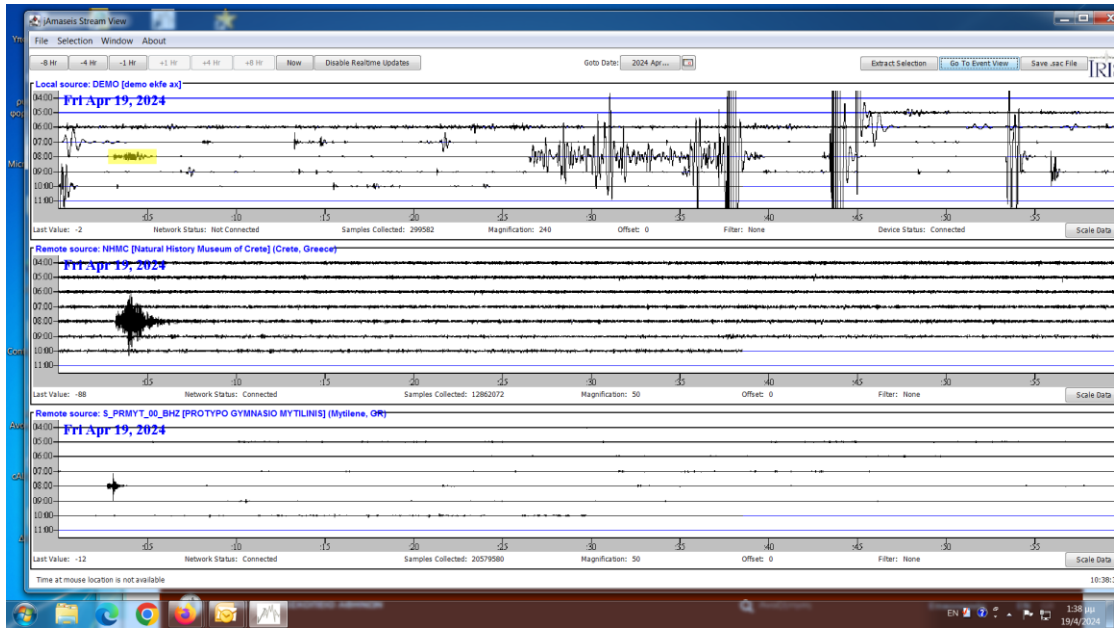 jAmaseis Stream View
File Selection Window About
-8 Hr -4 Hr -1 Hr +1 Hr +4 Hr +8 Hr Now Disable Realtime Updates Goto Date: 2024 Apr... Extract Selection Go To Event View Save .sac File IRI
Local source: DEMO [demo ekfe ax]
Fri Apr 19, 2024
04:00
05:00
06:00
07:00
08:00
09:00
10:00
11:00
:05 :10 :15 :20 :25 :30 :35 :40 :45 :50 :55
Last Value: -2 Network Status: Not Connected Samples Collected: 299582 Magnification: 240 Offset: 0 Filter: None Device Status: Connected Scale Data
Remote source: NHMC [Natural History Museum of Crete] (Crete, Greece)
Fri Apr 19, 2024
04:00
05:00
06:00
07:00
08:00
09:00
10:00
11:00
:05 :10 :15 :20 :25 :30 :35 :40 :45 :50 :55
Last Value: -88 Network Status: Connected Samples Collected: 12862072 Magnification: 50 Offset: 0 Filter: None Scale Data
Remote source: S_PRMYT_00_BHZ [PROTYPO GYMNASIO MYTILINIS] (Mytilene, GR)
Fri Apr 19, 2024
04:00
05:00
06:00
07:00
08:00
09:00
10:00
11:00
:05 :10 :15 :20 :25 :30 :35 :40 :45 :50 :55
Last Value: -12 Network Status: Connected Samples Collected: 20579580 Magnification: 50 Offset: 0 Filter: None Scale Data
Time at mouse location is not available 10:38:
EN 1:38 μμ
19/4/2024